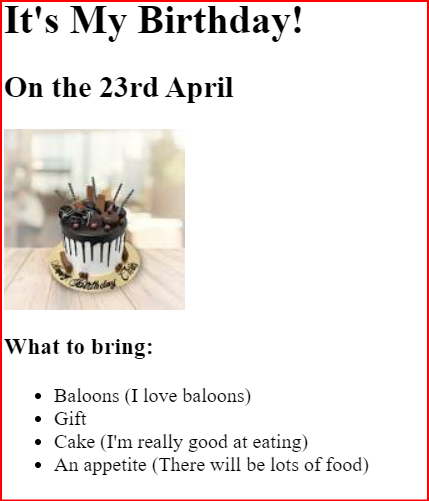 It's My Birthday!
On the 23rd April
Happy Birthday
What to bring:
Baloons (I love baloons)
Gift
Cake (I'm really good at eating)
An appetite (There will be lots of food)